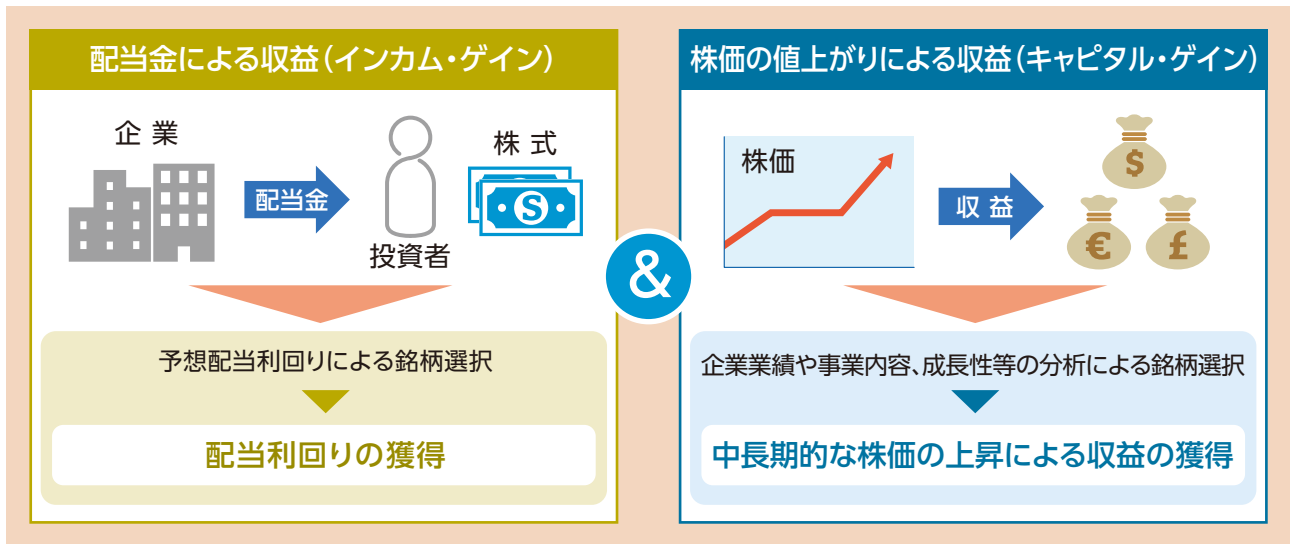 配当金による収益(インカム・ゲイン)
企業
配当金
投資者
株式
S
予想配当利回りによる銘柄選択
配当利回りの獲得
&
株価の値上がりによる収益(キャピタル・ゲイン)
株価
収益
$
€
£
企業業績や事業内容、成長性等の分析による銘柄選択
中長期的な株価の上昇による収益の獲得